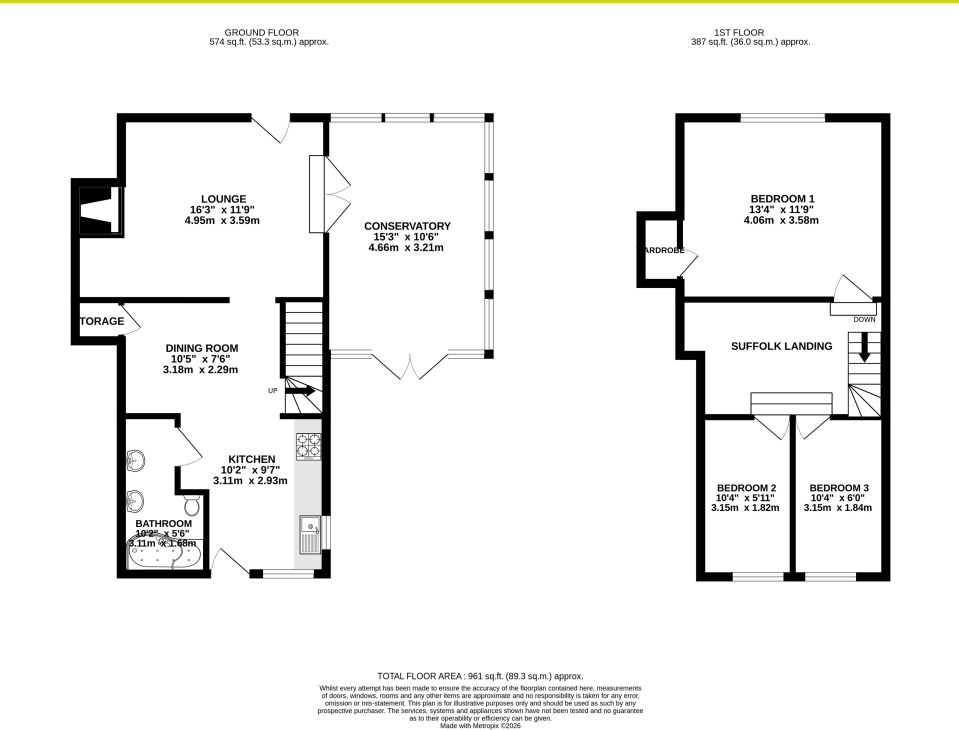 GROUND FLOOR
574 sq.ft. (53.3 sq.m.) approx.
1ST FLOOR
387 sq.ft. (36.0 sq.m.) approx.
LOUNGE
16'3" x 11'9"
4.95m x 3.59m
CONSERVATORY
15'3" x 10'6"
4.66m x 3.21m
TORAGE
DINING ROOM
10'5" x 7'6"
3.18m x 2.29m
UP
KITCHEN
10'2" x 9'7"
3.11m x 2.93m
BATHROOM
10'2" x 5'6"
3.11m x 1.68m
BEDROOM 1
13'4" x 11'9"
4.06m x 3.58m
ARDROBE
DOWN
SUFFOLK LANDING
BEDROOM 2
10'4" x 5'11"
3.15m x 1.82m
BEDROOM 3
10'4" x 6'0"
3.15m x 1.84m
TOTAL FLOOR AREA : 961 sq.ft. (89.3 sq.m.) approx.
Whilst every attempt has been made to ensure the accuracy of the floorplan contained here, measurements
of doors, windows, rooms and any other items are approximate and no responsibility is taken for any error,
omission or mis-statement. This plan is for illustrative purposes only and should be used as such by any
prospective purchaser. The services, systems and appliances shown have not been tested and no guarantee
as to their operability or efficiency can be given.
Made with Metropix ©2026